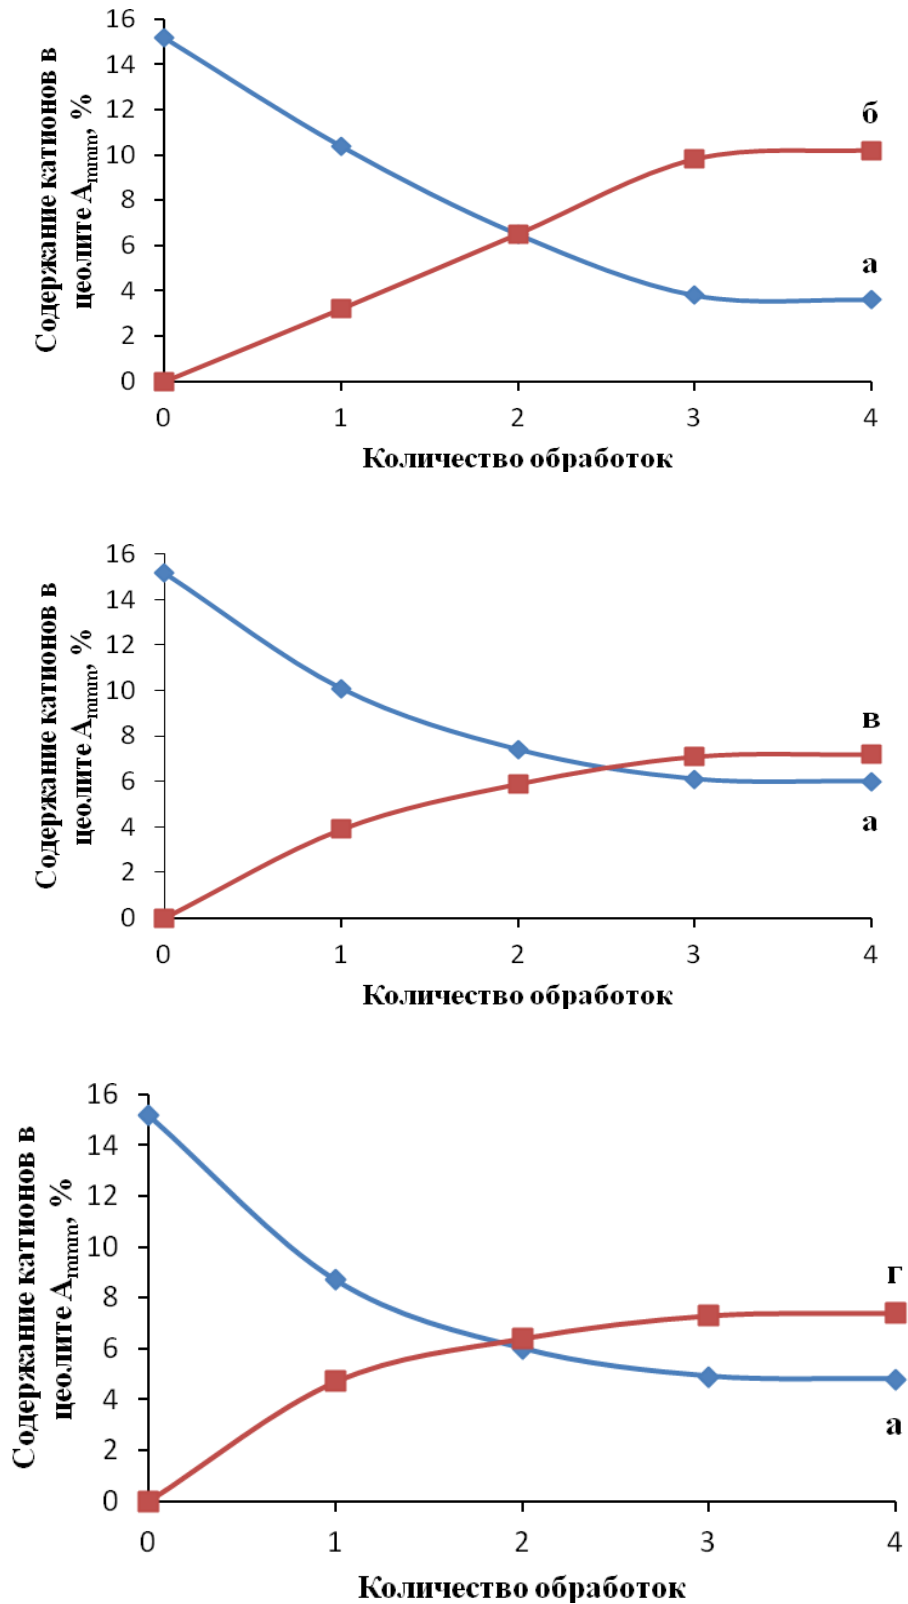 Содержание катионов в
цеолите Аmmm, %
16
14
12
10
8
6
4
2
0
б
а
0 1 2 3 4
Количество обработок
Содержание катионов в
цеолите Аmmm, %
16
14
12
10
8
6
4
2
0
в
а
0 1 2 3 4
Количество обработок
Содержание катионов в
цеолите Аmmm, %
16
14
12
10
8
6
4
2
0
г
а
0 1 2 3 4
Количество обработок